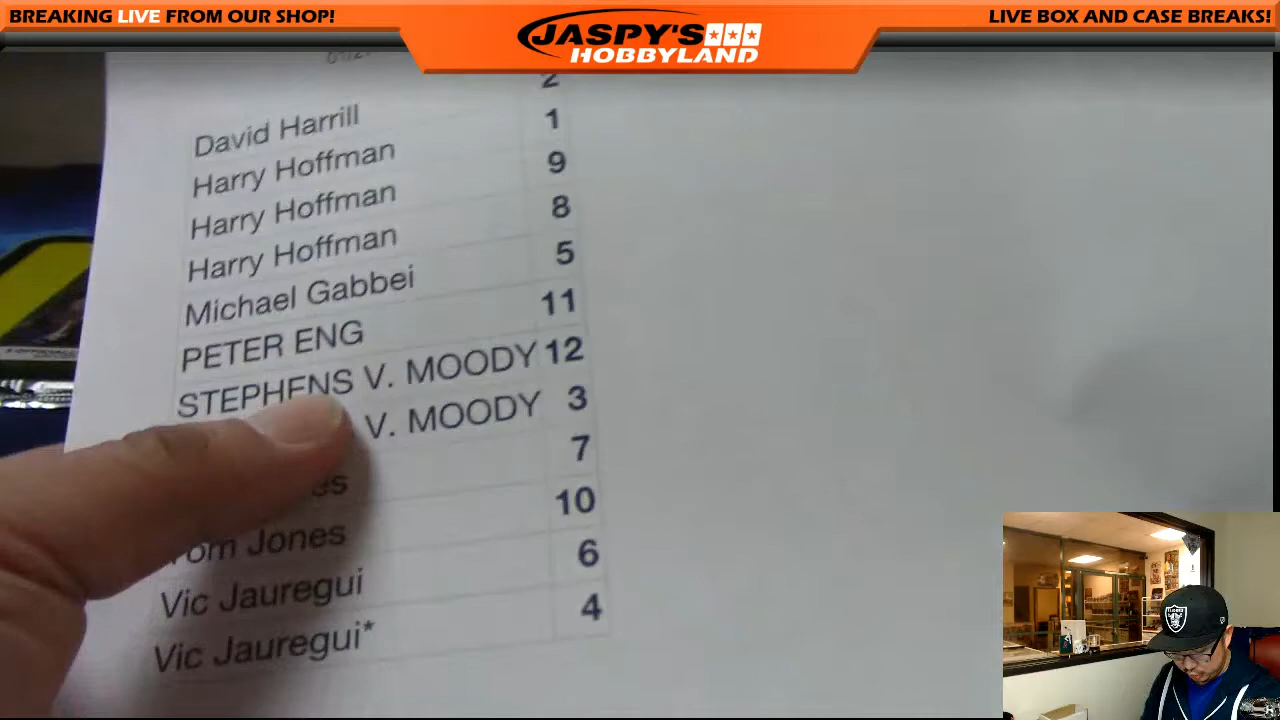 BREAKING LIVE FROM OUR SHOP!
JASPY'S
HOBBYLAND
LIVE BOX AND CASE BREAKS!
David Harrill 2
Harry Hoffman 1
Harry Hoffman 9
Harry Hoffman 8
Michael Gabbei 5
PETER ENG 11
STEPHENS V. MOODY 12
V. MOODY 3
7
Tom Jones 10
Vic Jauregui 6
Vic Jauregui* 4